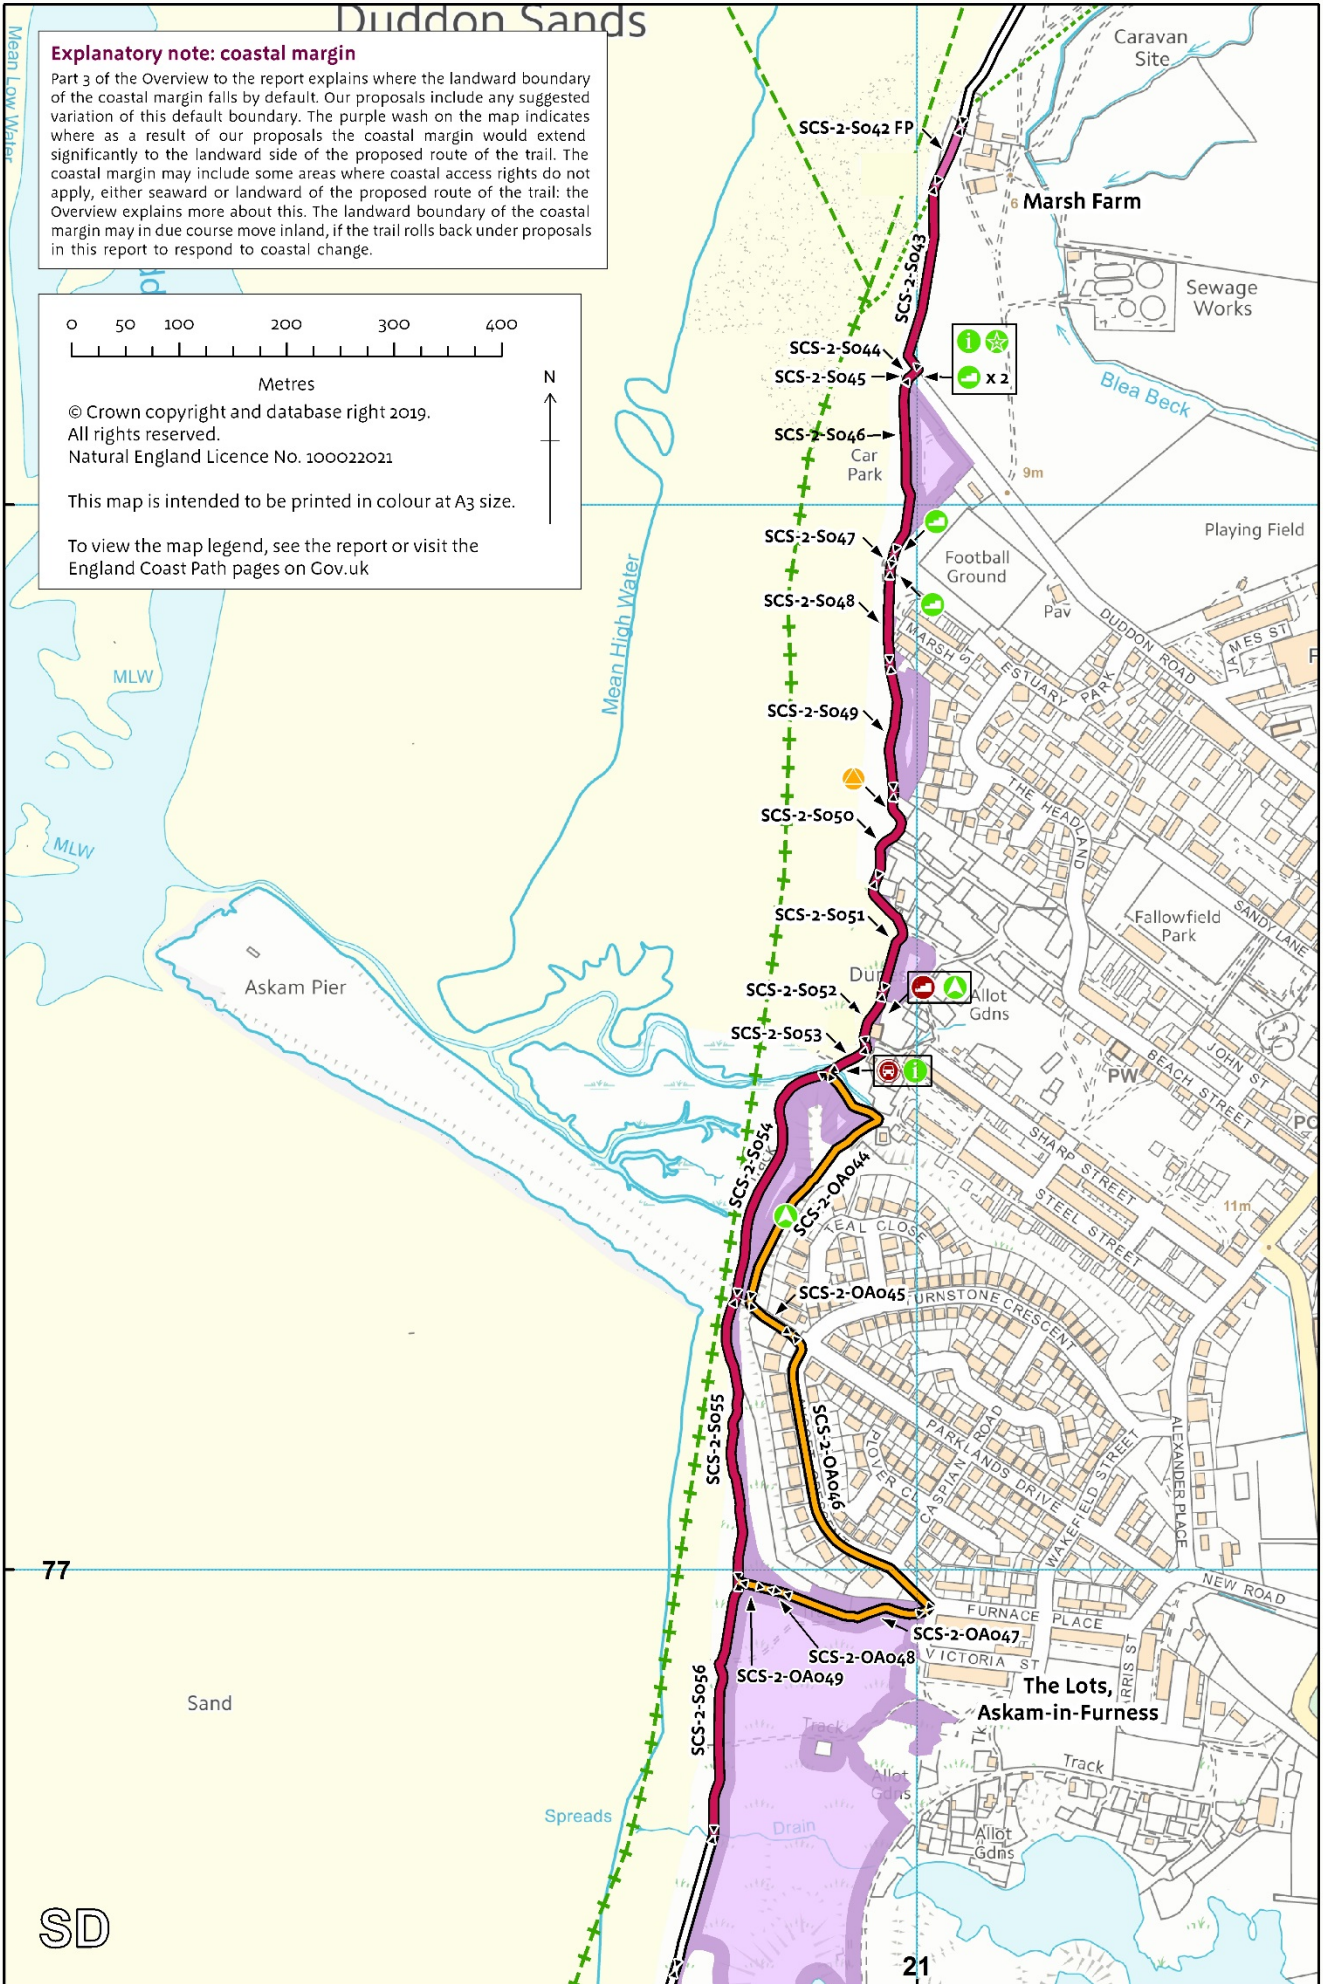 Duddon Sands
Explanatory note: coastal margin
Part 3 of the Overview to the report explains where the landward boundary
of the coastal margin falls by default. Our proposals include any suggested
variation of this default boundary. The purple wash on the map indicates
where as a result of our proposals the coastal margin would extend
significantly to the landward side of the proposed route of the trail. The
coastal margin may include some areas where coastal access rights do not
apply, either seaward or landward of the proposed route of the trail: the
Overview explains more about this. The landward boundary of the coastal
margin may in due course move inland, if the trail rolls back under proposals
in this report to respond to coastal change.
Mean Low Water
0 50 100 200 300 400
Metres
N
© Crown copyright and database right 2019.
All rights reserved.
Natural England Licence No. 100022021
This map is intended to be printed in colour at A3 size.
To view the map legend, see the report or visit the
England Coast Path pages on Gov.uk
Caravan
Site
SCS-2-S042 FP
6
Marsh Farm
SCS-2-S043
Sewage
Works
SCS-2-S044
SCS-2-S045
i
x 2
Blea Beck
SCS-2-S046
Car
Park
9m
Playing Field
SCS-2-S047
Football
Ground
Mean High Water
SCS-2-S048
Pav
MARSH ST
DUDDON ROAD
JAMES ST
F
ESTUARY PARK
MLW
SCS-2-S049
THE HEADLAND
SCS-2-S050
MLW
SCS-2-S051
Fallowfield
Park
SANDY LANE
Askam Pier
SCS-2-S052
Allot
Gdns
SCS-2-S053
i
JOHN ST
BEACH STREET
PW
PO
SHARP STREET
SCS-2-S054
SCS-2-OA044
STEEL STREET
11m
TEAL CLOSE
SCS-2-OA045
TURNSTONE CRESCENT
SCS-2-S055
SCS-2-OA046
PLOVER CL
CASPIAN ROAD
PARKLANDS DRIVE
WAKEFIELD STREET
ALEXANDER PLACE
77
NEW ROAD
FURNACE PLACE
SCS-2-OA047
SCS-2-OA048
SCS-2-OA049
VICTORIA ST
RRIS ST
The Lots,
Askam-in-Furness
Sand
SCS-2-S056
Track
Tk
Track
Allot
Gdns
Spreads
Drain
Allot
Gdns
SD
21